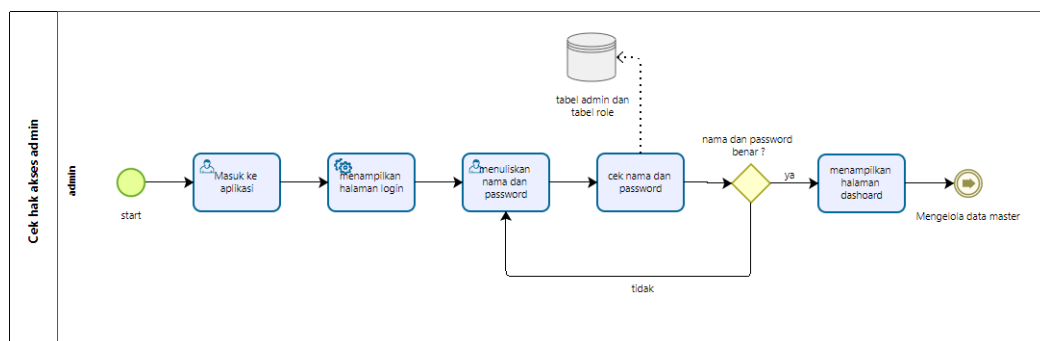 Cek hak akses admin
admin
start
Masuk ke
aplikasi
menampilkan
halaman login
menuliskan
nama dan
password
tabel admin dan
tabel role
cek nama dan
password
nama dan password
benar ?
ya
tidak
menampilkan
halaman
dashoard
Mengelola data master